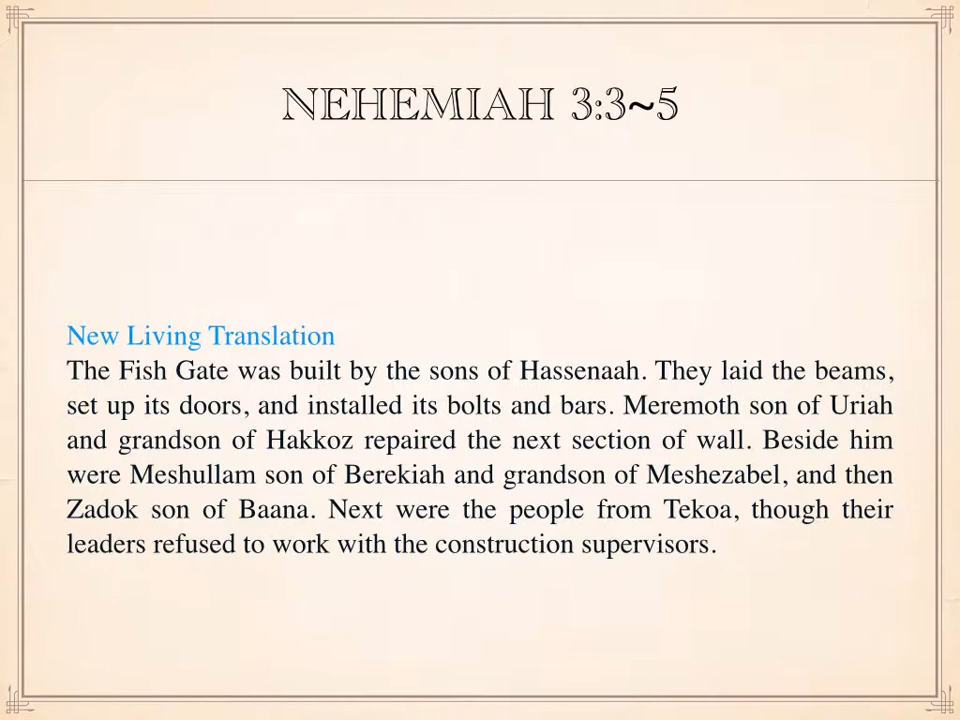 NEHEMIAH 3:3~5
New Living Translation
The Fish Gate was built by the sons of Hassenaah. They laid the beams,
set up its doors, and installed its bolts and bars. Meremoth son of Uriah
and grandson of Hakkoz repaired the next section of wall. Beside him
were Meshullam son of Berekiah and grandson of Meshezabel, and then
Zadok son of Baana. Next were the people from Tekoa, though their
leaders refused to work with the construction supervisors.